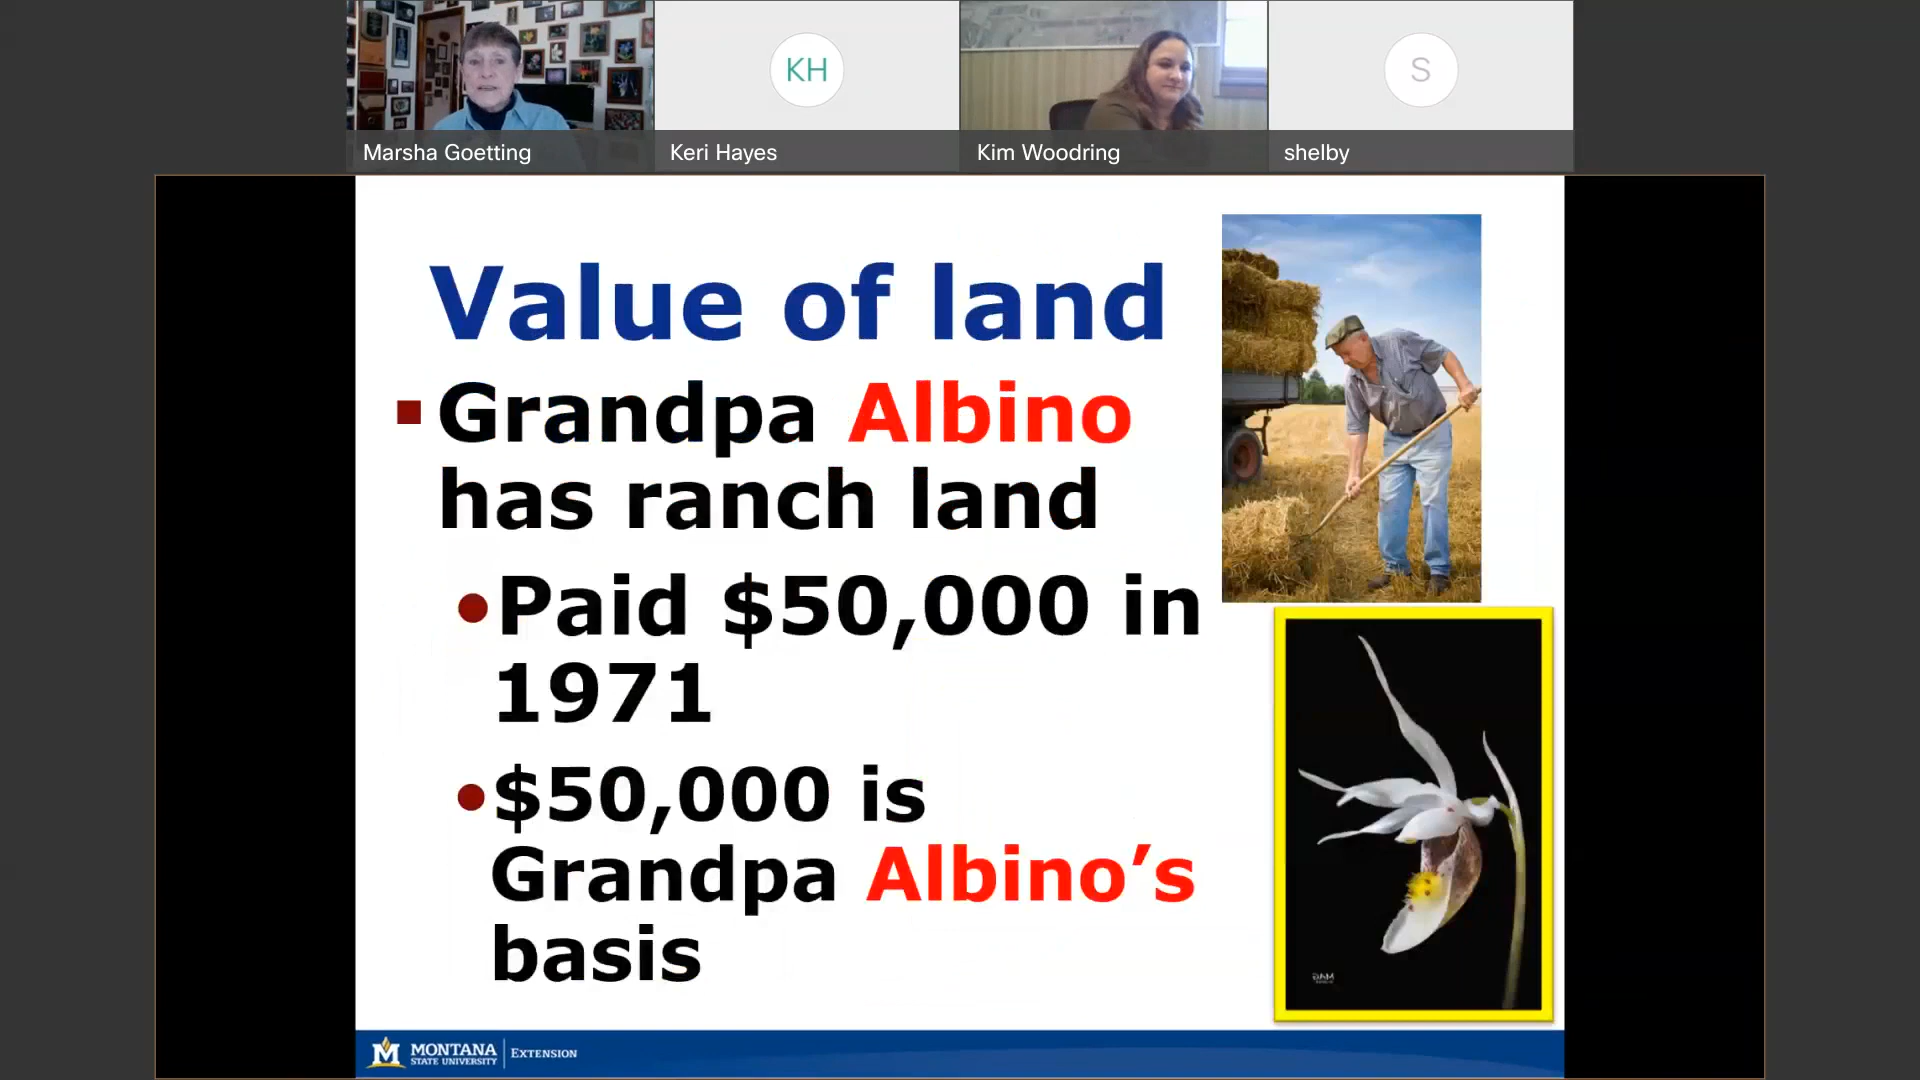 KH
S
Marsha Goetting
Keri Hayes
Kim Woodring
shelby
Value of land
Grandpa Albino
has ranch land
Paid $50,000 in
1971
$50,000 is
Grandpa Albino’s
basis
M MONTANA
STATE UNIVERSITY
EXTENSION